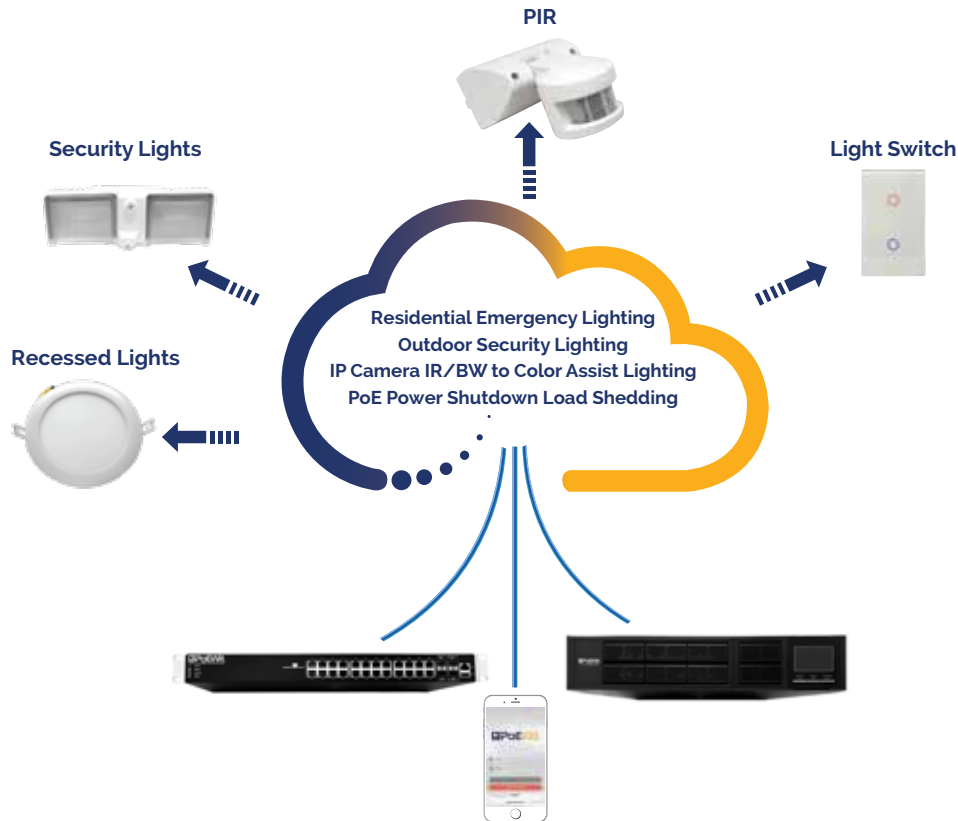 PIR
Security Lights
Light Switch
Residential Emergency Lighting
Outdoor Security Lighting
IP Camera IR/BW to Color Assist Lighting
PoE Power Shutdown Load Shedding
Recessed Lights